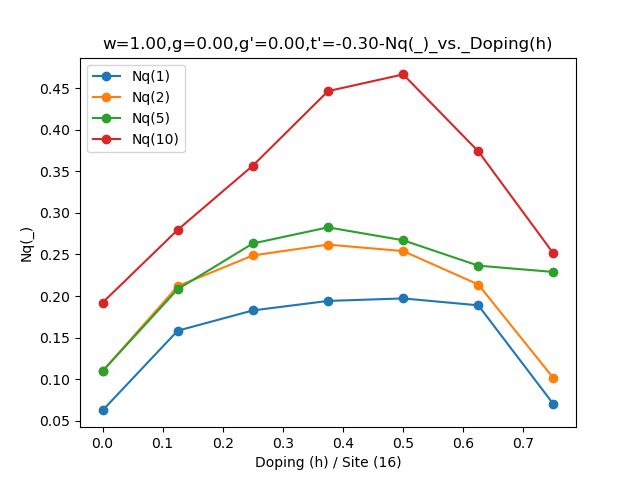 w=1.00,g=0.00,g'=0.00,t'=-0.30-Nq(_)_vs._Doping(h)
Nq(1)
Nq(2)
Nq(5)
Nq(10)
Nq(_)
0.45
0.40
0.35
0.30
0.25
0.20
0.15
0.10
0.05
0.0 0.1 0.2 0.3 0.4 0.5 0.6 0.7
Doping (h) / Site (16)